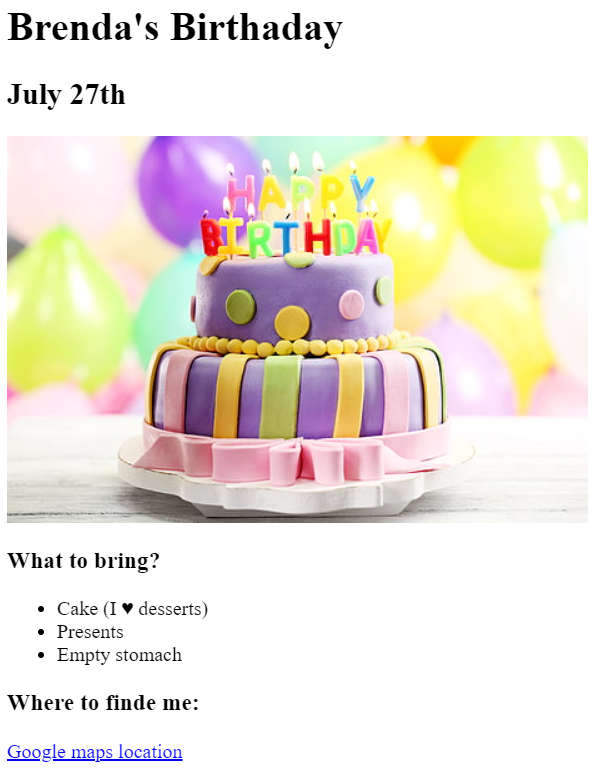 Brenda's Birthaday
July 27th
HAPPY
BIRTHDAY
What to bring?
Cake (I ♥ desserts)
Presents
Empty stomach
Where to finde me:
Google maps location